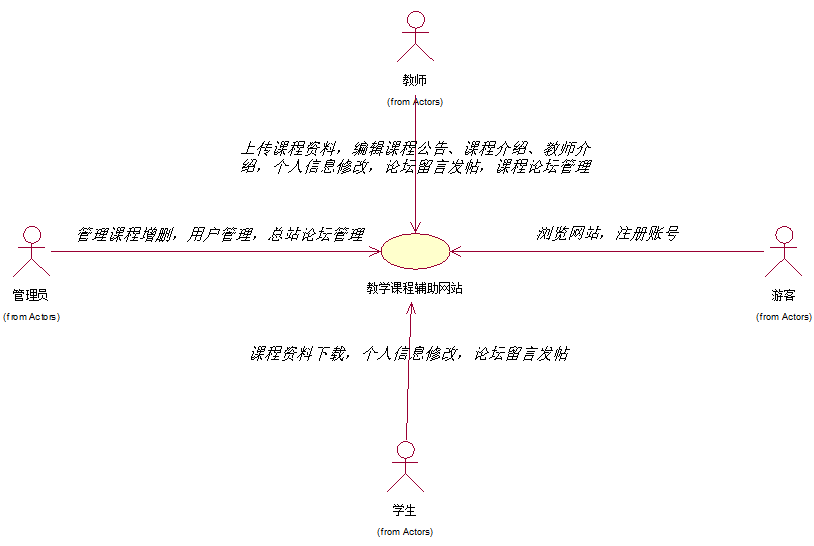 教师
(from Actors)
上传课程资料，编辑课程公告、课程介绍、教师介
绍，个人信息修改，论坛留言发帖，课程论坛管理
管理课程增删，用户管理，总站论坛管理
浏览网站，注册账号
管理员
(from Actors)
教学课程辅助网站
游客
(from Actors)
课程资料下载，个人信息修改，论坛留言发帖
学生
(from Actors)